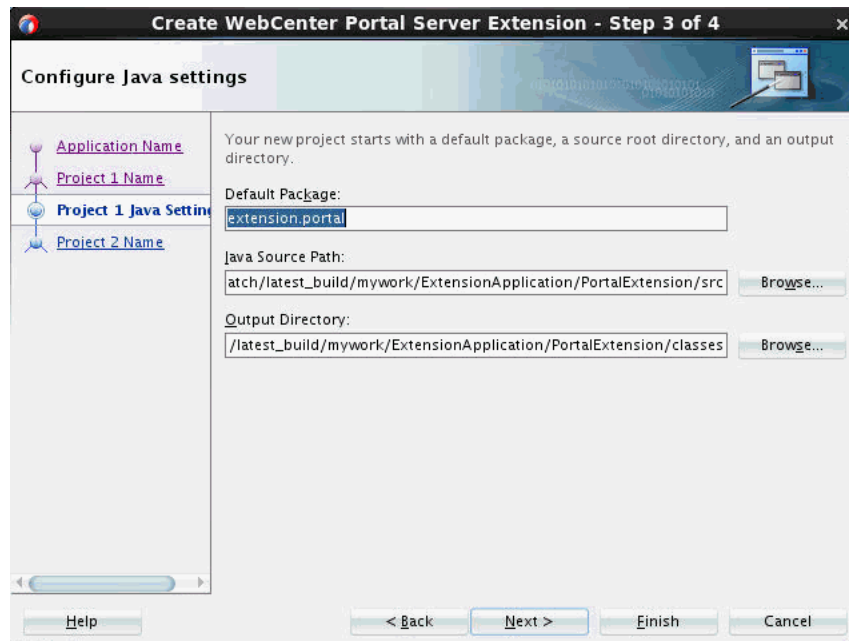 Create WebCenter Portal Server Extension - Step 3 of 4
Configure Java settings
Application Name
Project 1 Name
Project 1 Java Setting
Project 2 Name
Your new project starts with a default package, a source root directory, and an output
directory.
Default Package:
extension.portal
Java Source Path:
atch/latest_build/mywork/ExtensionApplication/PortalExtension/src
Browse...
Output Directory:
/latest_build/mywork/ExtensionApplication/PortalExtension/classes
Browse...
Help
< Back
Next >
Finish
Cancel